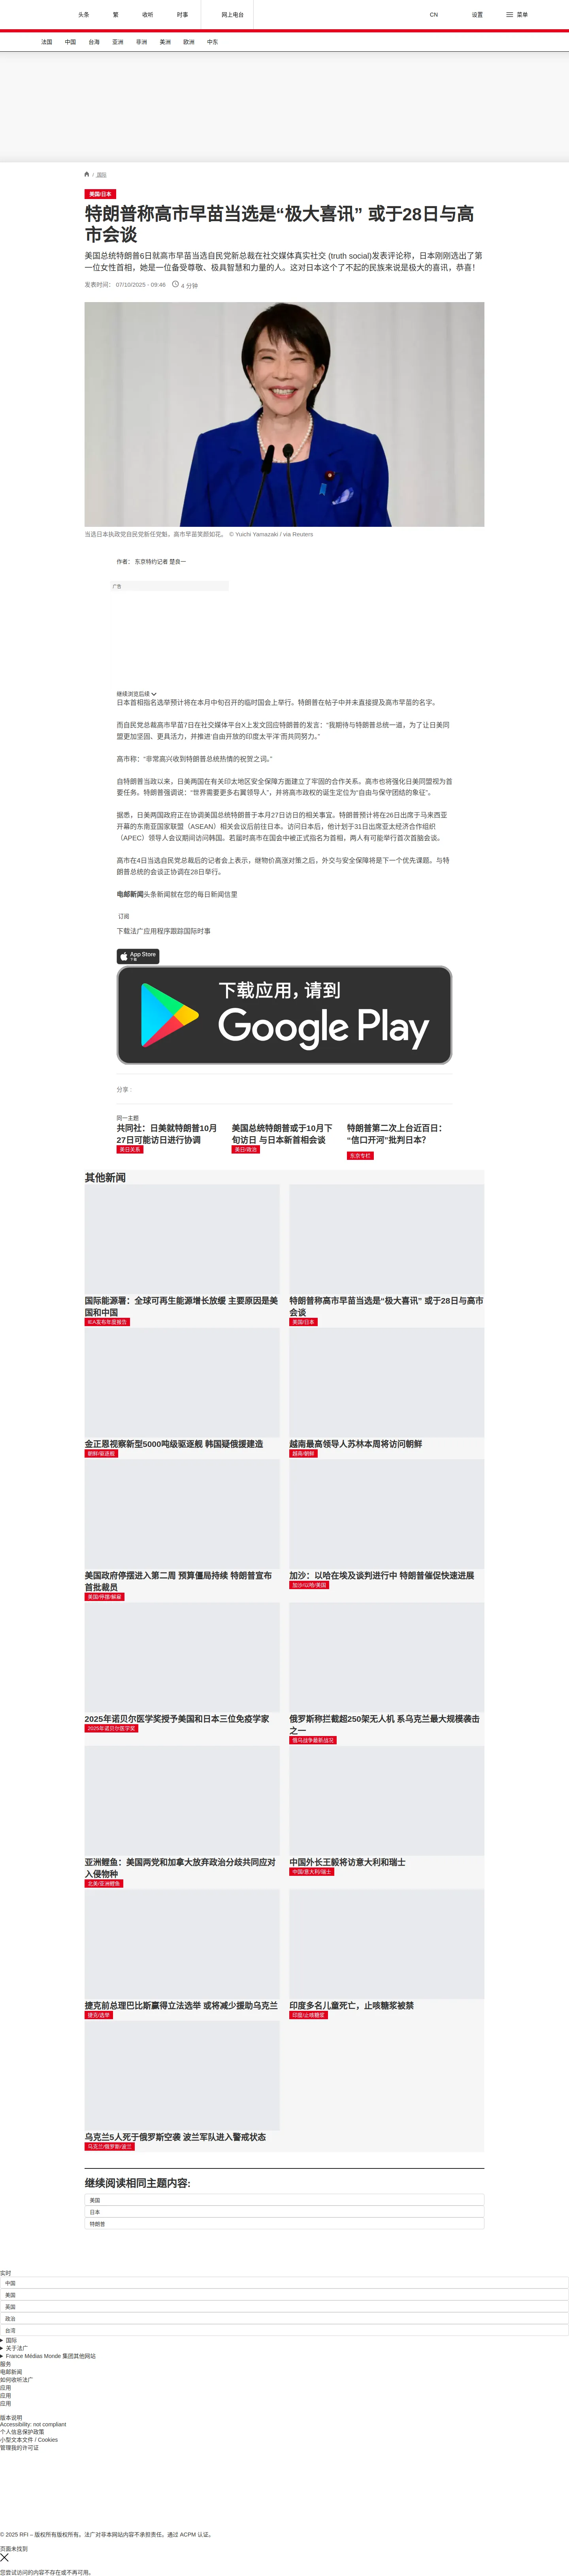 头条
繁
收听
时事
网上电台
CN
设置
菜单
法国
中国
台海
亚洲
非洲
美洲
欧洲
中东
/ 国际
美国/日本
特朗普称高市早苗当选是“极大喜讯” 或于28日与高
市会谈
美国总统特朗普6日就高市早苗当选自民党新总裁在社交媒体真实社交 (truth social)发表评论称，日本刚刚选出了第
一位女性首相，她是一位备受尊敬、极具智慧和力量的人。这对日本这个了不起的民族来说是极大的喜讯，恭喜！
发表时间： 07/10/2025 - 09:46
4 分钟
当选日本执政党自民党新任党魁，高市早苗笑颜如花。 © Yuichi Yamazaki / via Reuters
作者： 东京特约记者 楚良一
广告
继续浏览后续
日本首相指名选举预计将在本月中旬召开的临时国会上举行。特朗普在帖子中并未直接提及高市早苗的名字。
而自民党总裁高市早苗7日在社交媒体平台X上发文回应特朗普的发言：“我期待与特朗普总统一道，为了让日美同
盟更加坚固、更具活力，并推进‘自由开放的印度太平洋’而共同努力。”
高市称：“非常高兴收到特朗普总统热情的祝贺之词。”
自特朗普当政以来，日美两国在有关印太地区安全保障方面建立了牢固的合作关系。高市也将强化日美同盟视为首
要任务。特朗普强调说：“世界需要更多右翼领导人”，并将高市政权的诞生定位为“自由与保守团结的象征”。
据悉，日美两国政府正在协调美国总统特朗普于本月27日访日的相关事宜。特朗普预计将在26日出席于马来西亚
开幕的东南亚国家联盟（ASEAN）相关会议后前往日本。访问日本后，他计划于31日出席亚太经济合作组织
（APEC）领导人会议期间访问韩国。若届时高市在国会中被正式指名为首相，两人有可能举行首次首脑会谈。
高市在4日当选自民党总裁后的记者会上表示，继物价高涨对策之后，外交与安全保障将是下一个优先课题。与特
朗普总统的会谈正协调在28日举行。
电邮新闻头条新闻就在您的每日新闻信里
订阅
下载法广应用程序跟踪国际时事
App Store
下载
下载应用，请到
Google Play
分享 :
同一主题
共同社：日美就特朗普10月
27日可能访日进行协调
美日关系
美国总统特朗普或于10月下
旬访日 与日本新首相会谈
美日/政治
特朗普第二次上台近百日：
“信口开河”批判日本？
东京专栏
其他新闻
国际能源署：全球可再生能源增长放缓 主要原因是美
国和中国
IEA发布年度报告
特朗普称高市早苗当选是“极大喜讯” 或于28日与高市
会谈
美国/日本
金正恩视察新型5000吨级驱逐舰 韩国疑俄援建造
朝鲜/驱逐舰
越南最高领导人苏林本周将访问朝鲜
越南/朝鲜
美国政府停摆进入第二周 预算僵局持续 特朗普宣布
首批裁员
美国/停摆/解雇
加沙：以哈在埃及谈判进行中 特朗普催促快速进展
加沙/以哈/美国
2025年诺贝尔医学奖授予美国和日本三位免疫学家
2025年诺贝尔医学奖
俄罗斯称拦截超250架无人机 系乌克兰最大规模袭击
之一
俄乌战争最新战况
亚洲鲤鱼：美国两党和加拿大放弃政治分歧共同应对
入侵物种
北美/亚洲鲤鱼
中国外长王毅将访意大利和瑞士
中国/意大利/瑞士
捷克前总理巴比斯赢得立法选举 或将减少援助乌克兰
捷克/选举
印度多名儿童死亡，止咳糖浆被禁
印度/止咳糖浆
乌克兰5人死于俄罗斯空袭 波兰军队进入警戒状态
乌克兰/俄罗斯/波兰
继续阅读相同主题内容:
美国
日本
特朗普
实时
中国
美国
英国
政治
台湾
国际
关于法广
France Médias Monde 集团其他网站
服务
电邮新闻
如何收听法广
应用
应用
应用
版本说明
Accessibility: not compliant
个人信息保护政策
小型文本文件 / Cookies
管理我的许可证
© 2025 RFI – 版权所有版权所有。法广对非本网站内容不承担责任。通过 ACPM 认证。
页面未找到
您尝试访问的内容不存在或不再可用。